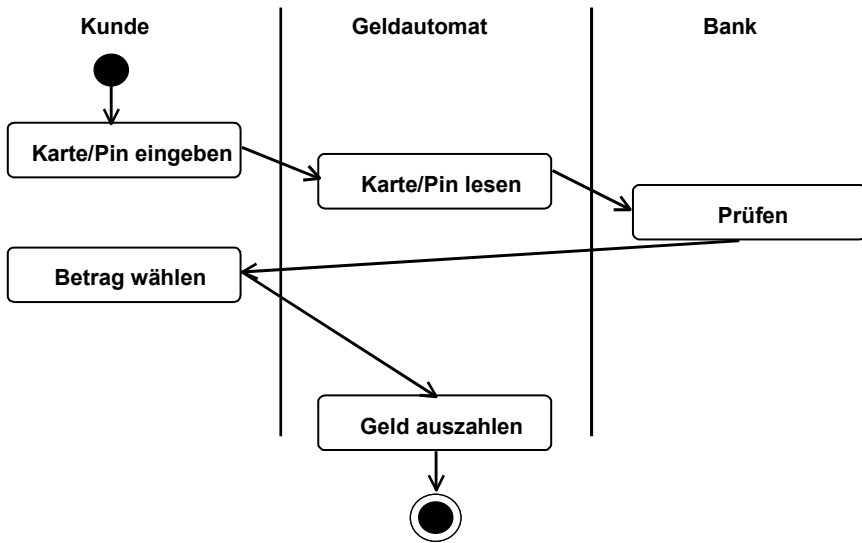 Kunde
Geldautomat
Bank
Karte/Pin eingeben
Karte/Pin lesen
Prüfen
Betrag wählen
Geld auszahlen